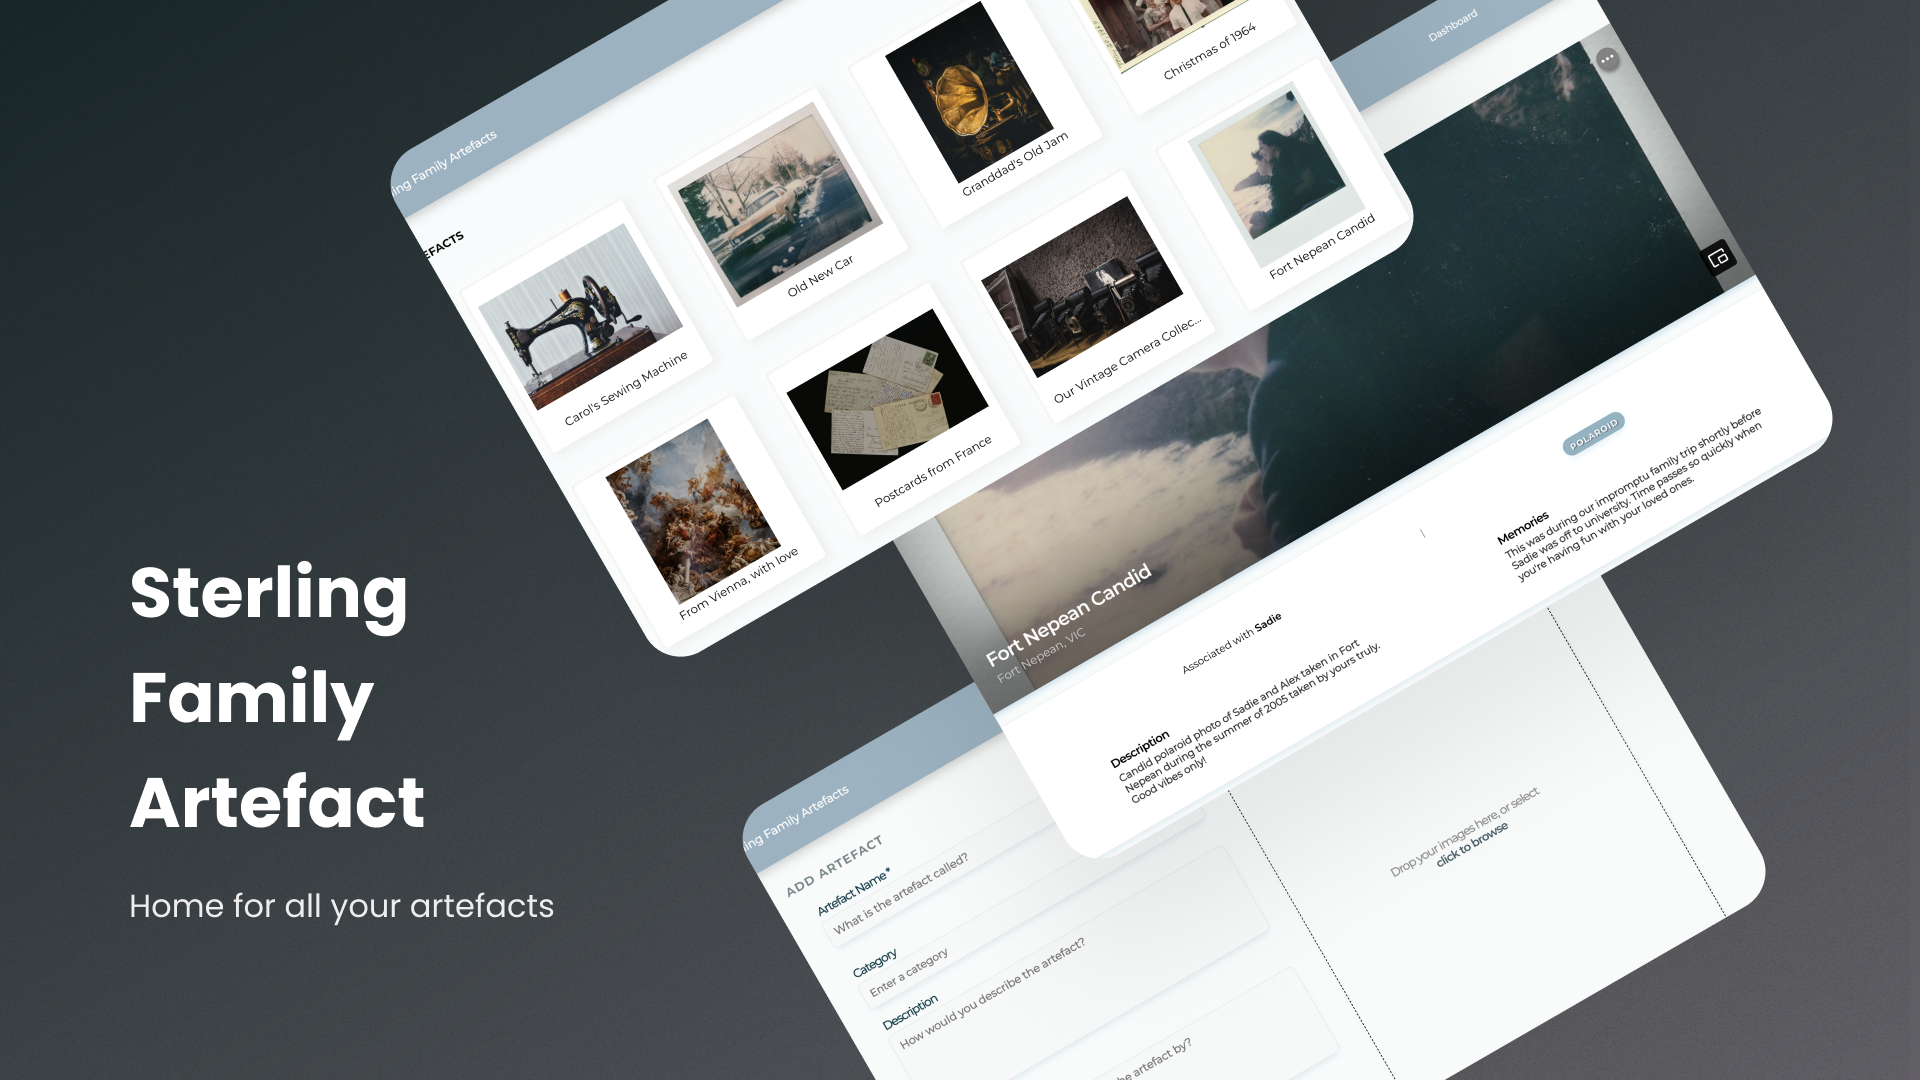 Sterling
Family
Artefact
Home for all your artefacts
ing Family Artefacts
EFACTS
Carol's Sewing Machine
Old New Car
Granddad's Old Jam
Christmas of 1964
From Vienna, with love
Postcards from France
Our Vintage Camera Collec...
Fort Nepean Candid
Dashboard
Fort Nepean Candid
Fort Nepean, VIC
Associated with Sadie
POLAROID
Description
Candid polaroid photo of Sadie and Alex taken in Fort
Nepean during the summer of 2005 taken by yours truly.
Good vibes only!
Memories
This was during our impromptu family trip shortly before
Sadie was off to university. Time passes so quickly when
you're having fun with your loved ones.
ing Family Artefacts
ADD ARTEFACT
Artefact Name*
What is the artefact called?
Category
Enter a category
Description
How would you describe the artefact?
the artefact by?
Drop your images here, or select
click to browse